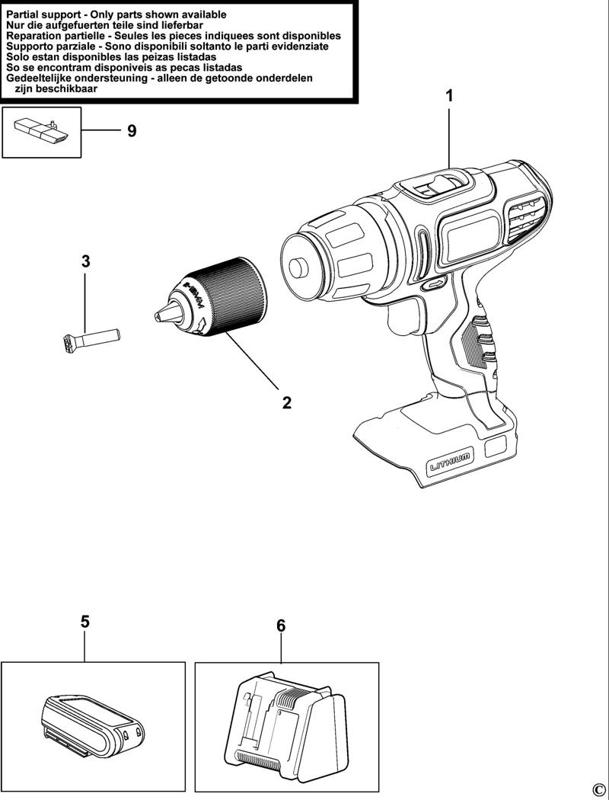 Partial support - Only parts shown available
Nur die aufgefuerten teile sind lieferbar
Reparation partielle - Seules les pieces indiquees sont disponibles
Supporto parziale - Sono disponibili soltanto le parti evidenziate
Solo estan disponibles las peizas listadas
So se encontram disponiveis as pecas listadas
Gedeeltelijke ondersteuning - alleen de getoonde onderdelen
zijn beschikbaar
9
1
3
2
LITHIUM
5
6
©